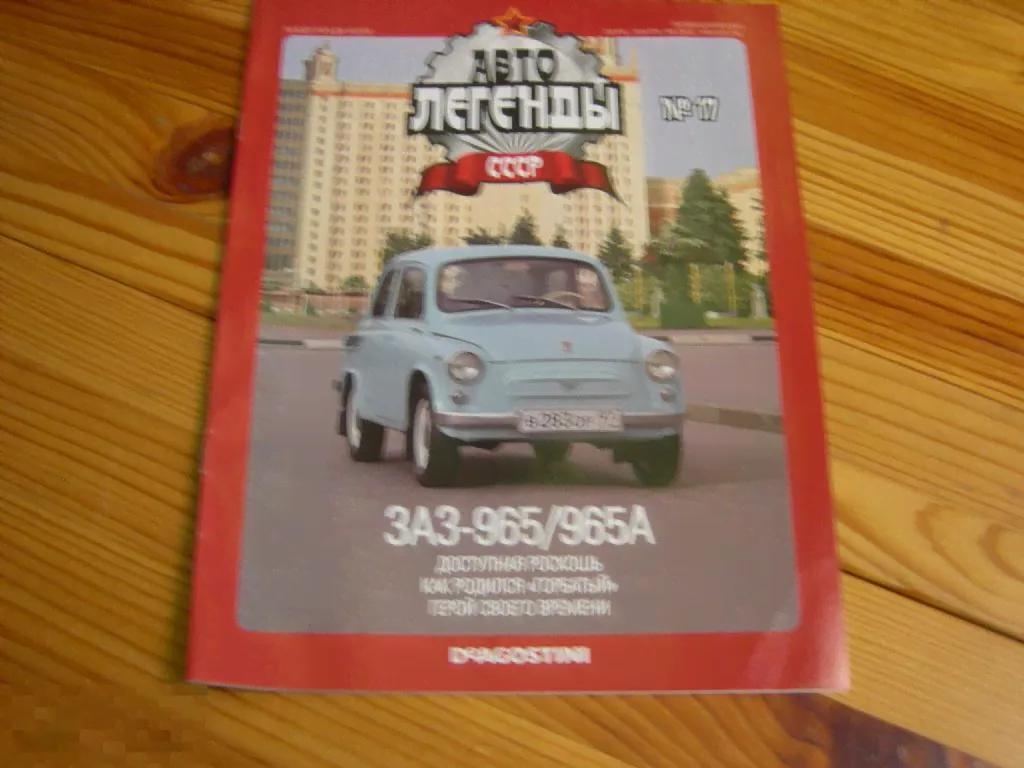 АВТО
ЛЕГЕНДЫ
СССР
№ 17
ЗАЗ-965/965А
ДОСТУПНАЯ РОСКОШЬ
КАК РОДИЛСЯ «ГОРБАТЫЙ»
ГЕРОЙ СВОЕГО ВРЕМЕНИ
DeAGOSTINI